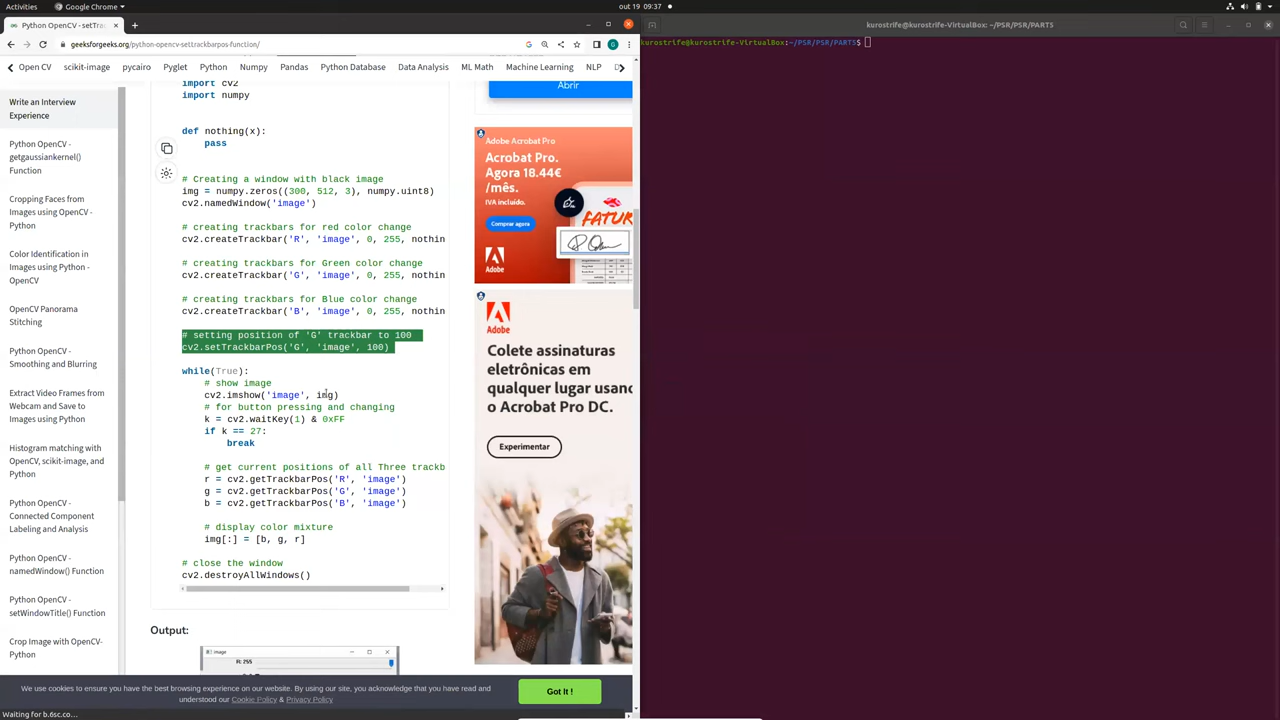 Activities
Google Chrome
out 19 09:37
Python OpenCV - setTrac
geeksforgeeks.org/python-opencv-settrackbarpos-function/
G
kurostrife@kurostrife-VirtualBox: ~/PSR/PSR/PART5
kurostrife@kurostrife-VirtualBox:~/PSR/PSR/PART5$
Open CV
scikit-image
pycairo
Pyglet
Python
Numpy
Pandas
Python Database
Data Analysis
ML Math
Machine Learning
NLP
Write an Interview
Experience
Python OpenCV -
getgaussiankernel()
Function
Cropping Faces from
Images using OpenCV -
Python
Color Identification in
Images using Python -
OpenCV
OpenCV Panorama
Stitching
Python OpenCV -
Smoothing and Blurring
Extract Video Frames from
Webcam and Save to
Images using Python
Histogram matching with
OpenCV, scikit-image, and
Python
Python OpenCV -
Connected Component
Labeling and Analysis
Python OpenCV -
namedWindow() Function
Python OpenCV -
setWindowTitle() Function
Crop Image with OpenCV-
Python
import cv2
import numpy
def nothing(x):
pass
# Creating a window with black image
img = numpy.zeros((300, 512, 3), numpy.uint8)
cv2.namedWindow('image')
# creating trackbars for red color change
cv2.createTrackbar('R', 'image', 0, 255, nothin
# creating trackbars for Green color change
cv2.createTrackbar('G', 'image', 0, 255, nothin
# creating trackbars for Blue color change
cv2.createTrackbar('B', 'image', 0, 255, nothin
# setting position of 'G' trackbar to 100
cv2.setTrackbarPos('G', 'image', 100)
while(True):
# show image
cv2.imshow('image', img)
# for button pressing and changing
k = cv2.waitKey(1) & 0xFF
if k == 27:
break
# get current positions of all Three trackb
r = cv2.getTrackbarPos('R', 'image')
g = cv2.getTrackbarPos('G', 'image')
b = cv2.getTrackbarPos('B', 'image')
# display color mixture
img[:] = [b, g, r]
# close the window
cv2.destroyAllWindows()
Output:
image
R: 255
Abrir
Adobe Acrobat Pro
Acrobat Pro.
Agora 18.44€
/mês.
IVA incluído.
Comprar agora
FATUR
Adobe
Adobe
Colete assinaturas
eletrônicas em
qualquer lugar usando
o Acrobat Pro DC.
Experimentar
We use cookies to ensure you have the best browsing experience on our website. By using our site, you acknowledge that you have read and
understood our Cookie Policy & Privacy Policy
Got It !
Waiting for b.6sc.co...